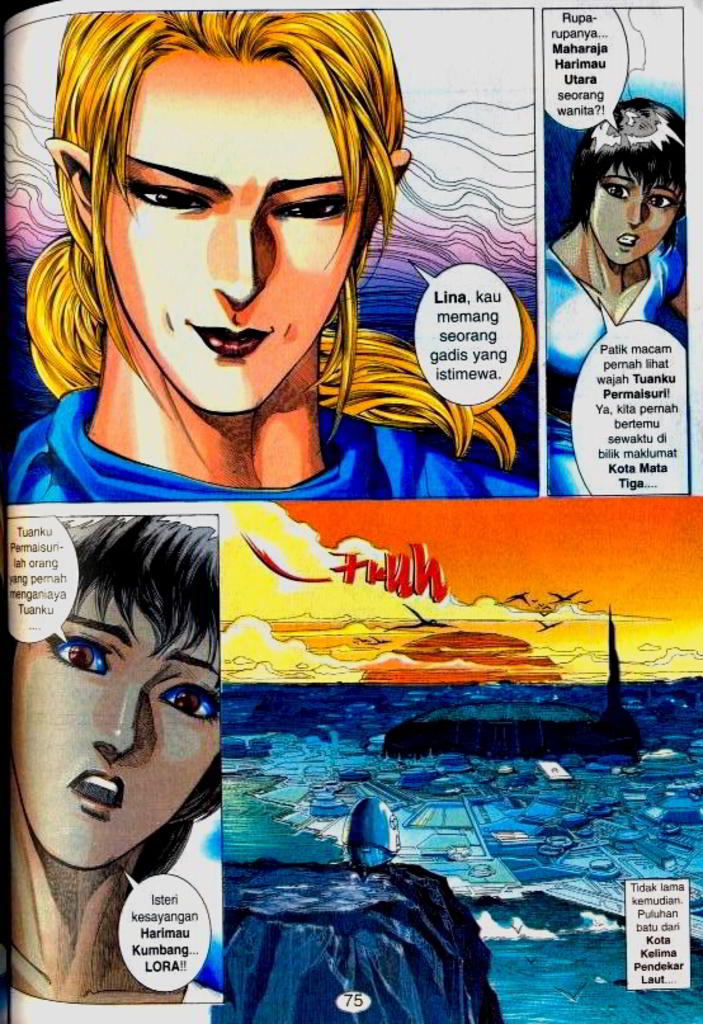 Lina, kau
memang
seorang
gadis yang
istimewa.
Rupa-
rupanya...
Maharaja
Harimau
Utara
seorang
wanita?!
Patik macam
pernah lihat
wajah Tuanku
Permaisuri!
Ya, kita pernah
bertemu
sewaktu di
bilik maklumat
Kota Mata
Tiga....
Tuanku
Permaisuri-
lah orang
yang pernah
menganiaya
Tuanku
....
Isteri
kesayangan
Harimau
Kumbang...
LORA!!
Fruh
Tidak lama
kemudian.
Puluhan
batu dari
Kota
Kelima
Pendekar
Laut....
75